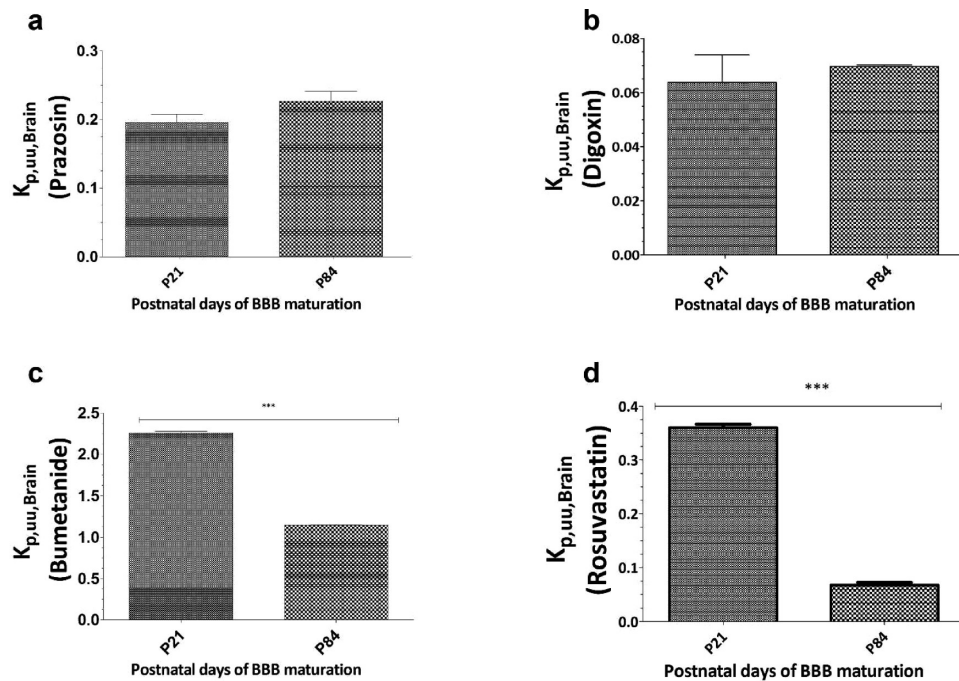 a
0.3
0.2
0.1
0.0
Kp,uu,Brain
(Prazosin)
P21
P84
Postnatal days of BBB maturation
b
0.08
0.06
0.04
0.02
0.00
Kp,uu,Brain
(Digoxin)
P21
P84
Postnatal days of BBB maturation
c
***
2.5
2.0
1.5
1.0
0.5
0.0
Kp,uu,Brain
(Bumetanide)
P21
P84
Postnatal days of BBB maturation
d
***
0.4
0.3
0.2
0.1
0.0
Kp,uu,Brain
(Rosuvastatin)
P21
P84
Postnatal days of BBB maturation